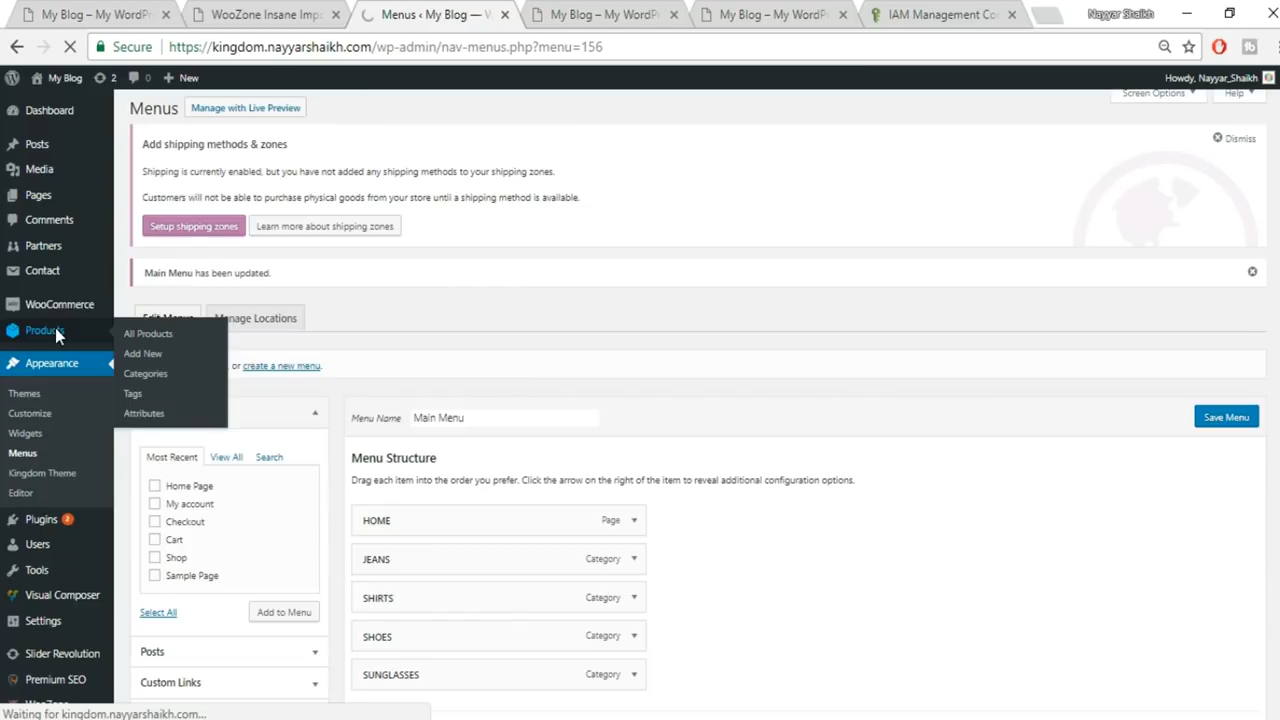 My Blog – My WordPr
WooZone Insane Imp
Menus ‹ My Blog — W
My Blog – My WordPr
My Blog – My WordPr
IAM Management Co
Nayyar Shaikh
Secure
https://kingdom.nayyarshaikh.com/wp-admin/nav-menus.php?menu=156
My Blog
2
0
New
Howdy, Nayyar_Shaikh
Dashboard
Posts
Media
Pages
Comments
Partners
Contact
WooCommerce
Products
All Products
Add New
Categories
Tags
Attributes
Appearance
Themes
Customize
Widgets
Menus
Kingdom Theme
Editor
Plugins 2
Users
Tools
Visual Composer
Settings
Slider Revolution
Premium SEO
Menus
Manage with Live Preview
Screen Options
Help
Add shipping methods & zones
Dismiss
Shipping is currently enabled, but you have not added any shipping methods to your shipping zones.
Customers will not be able to purchase physical goods from your store until a shipping method is available.
Setup shipping zones
Learn more about shipping zones
Main Menu has been updated.
Edit Menus
Manage Locations
or create a new menu.
Most Recent
View All
Search
Home Page
My account
Checkout
Cart
Shop
Sample Page
Select All
Add to Menu
Posts
Custom Links
Menu Name
Main Menu
Save Menu
Menu Structure
Drag each item into the order you prefer. Click the arrow on the right of the item to reveal additional configuration options.
HOME
Page
JEANS
Category
SHIRTS
Category
SHOES
Category
SUNGLASSES
Category
Waiting for kingdom.nayyarshaikh.com...